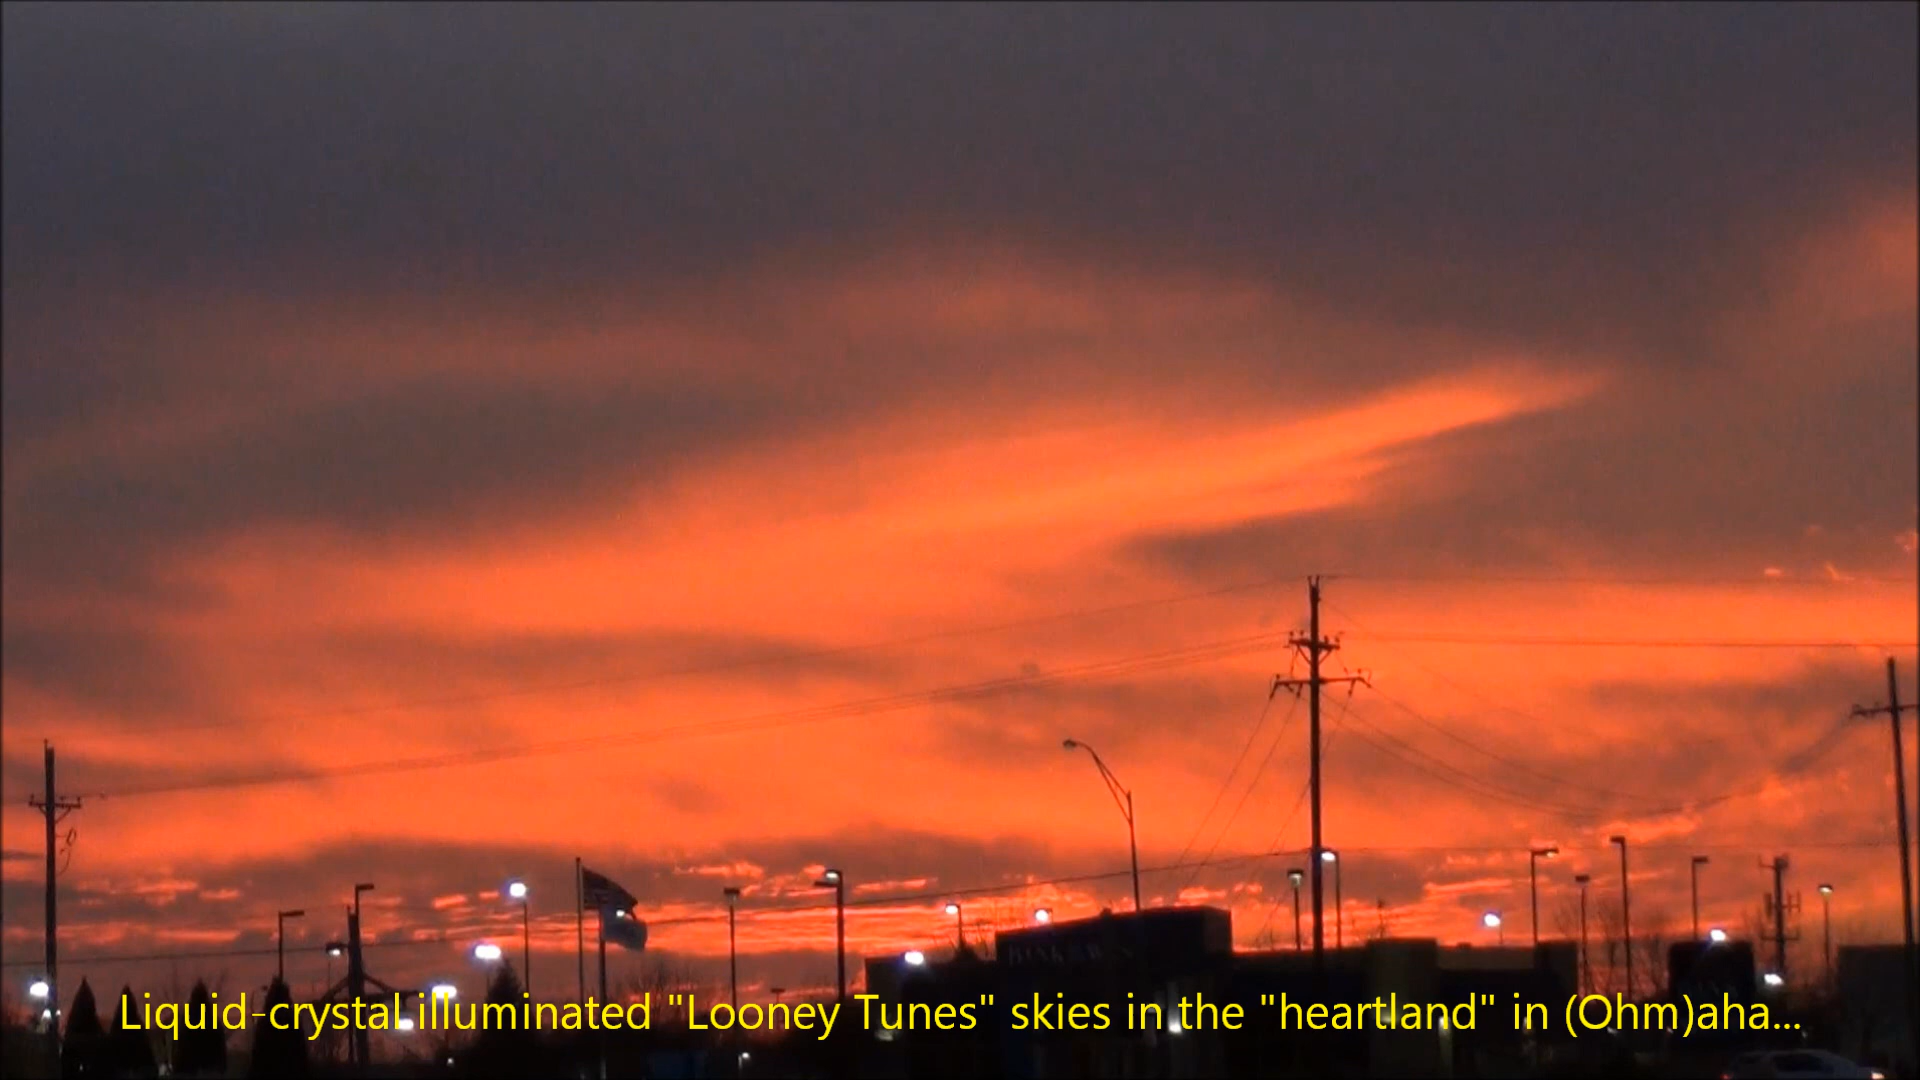 Liquid-crystal illuminated "Looney Tunes" skies in the "heartland" in (Ohm)aha...